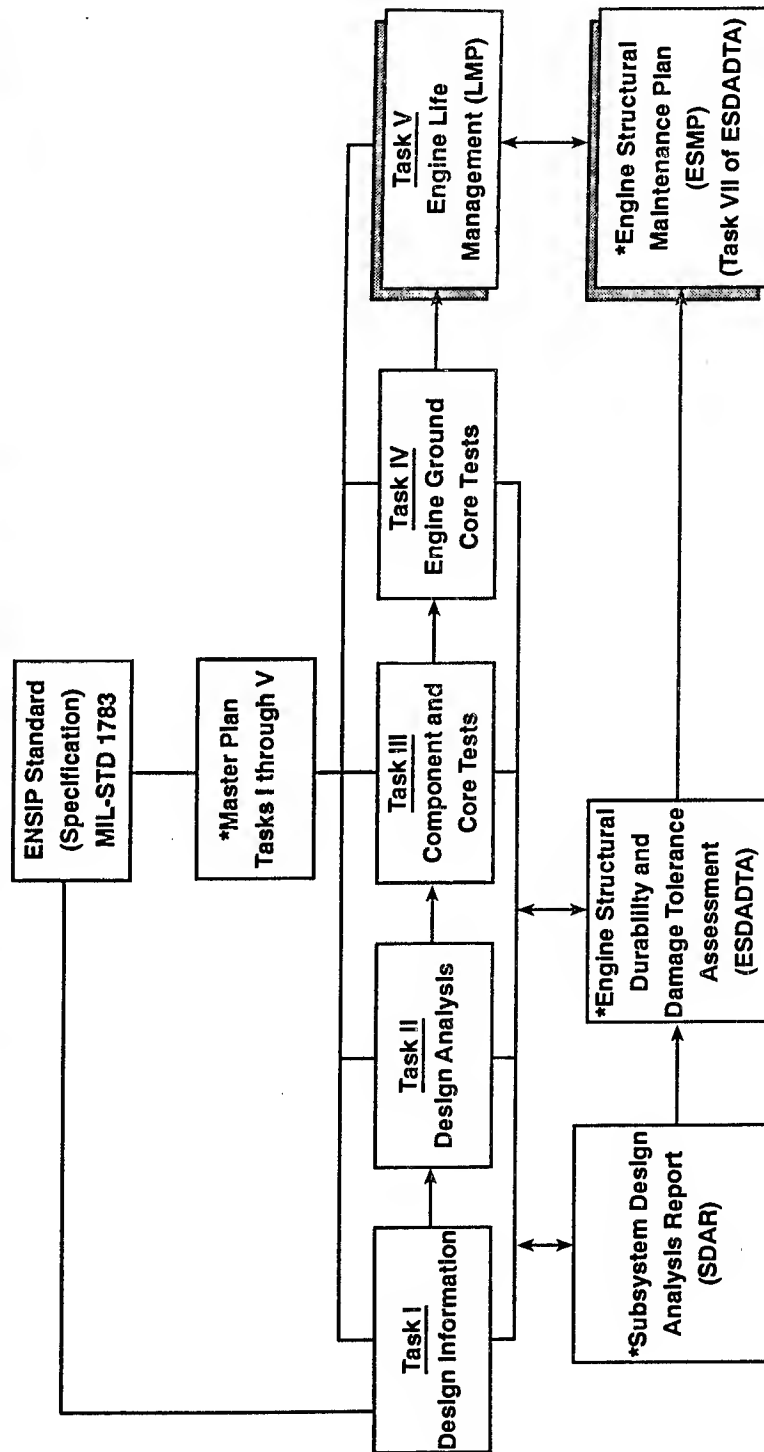 ENSIP Standard
(Specification)
MIL-STD 1783
*Master Plan
Tasks I through V
Task I
Design Information
Task II
Design Analysis
Task III
Component and
Core Tests
Task IV
Engine Ground
Core Tests
Task V
Engine Life
Management (LMP)
*Subsystem Design
Analysis Report
(SDAR)
*Engine Structural
Durability and
Damage Tolerance
Assessment
(ESDADTA)
*Engine Structural
Maintenance Plan
(ESMP)
(Task VII of ESDADTA)